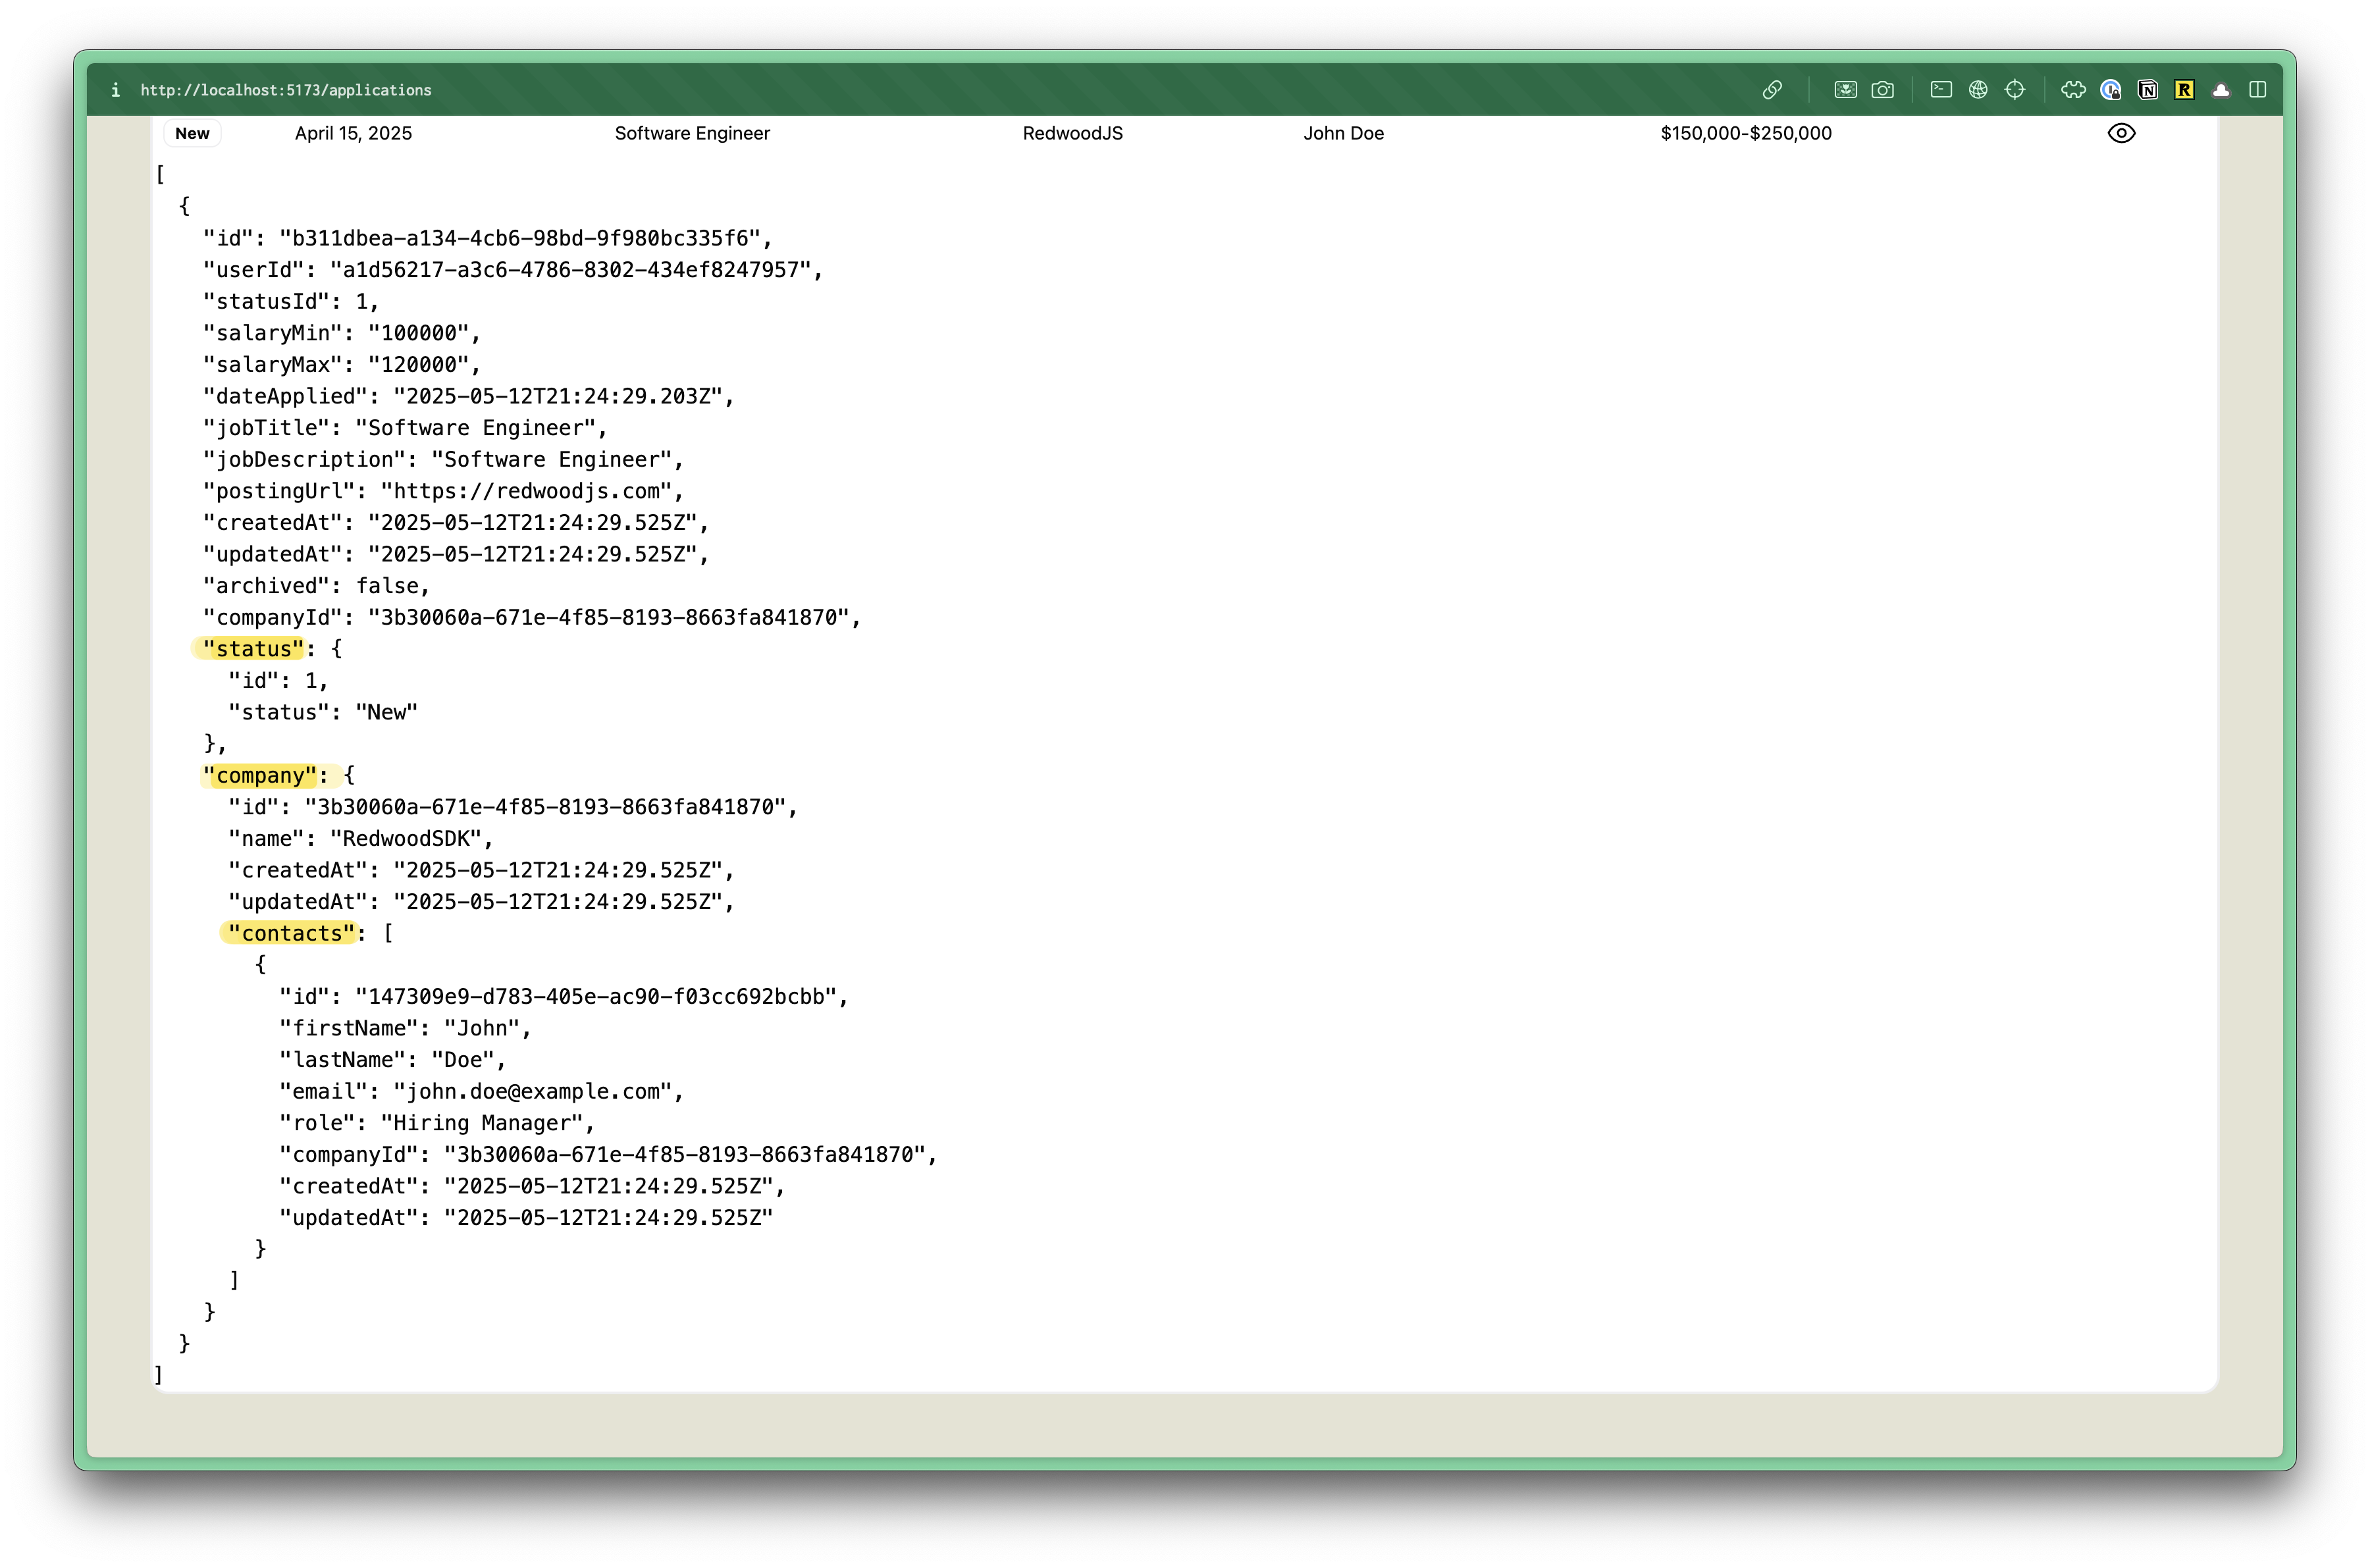 i http://localhost:5173/applications
New April 15, 2025 Software Engineer RedwoodJS John Doe $150,000-$250,000
[
  {
    "id": "b311dbea-a134-4cb6-98bd-9f980bc335f6",
    "userId": "a1d56217-a3c6-4786-8302-434ef8247957",
    "statusId": 1,
    "salaryMin": "100000",
    "salaryMax": "120000",
    "dateApplied": "2025-05-12T21:24:29.203Z",
    "jobTitle": "Software Engineer",
    "jobDescription": "Software Engineer",
    "postingUrl": "https://redwoodjs.com",
    "createdAt": "2025-05-12T21:24:29.525Z",
    "updatedAt": "2025-05-12T21:24:29.525Z",
    "archived": false,
    "companyId": "3b30060a-671e-4f85-8193-8663fa841870",
    "status": {
      "id": 1,
      "status": "New"
    },
    "company": {
      "id": "3b30060a-671e-4f85-8193-8663fa841870",
      "name": "RedwoodSDK",
      "createdAt": "2025-05-12T21:24:29.525Z",
      "updatedAt": "2025-05-12T21:24:29.525Z",
      "contacts": [
        {
          "id": "147309e9-d783-405e-ac90-f03cc692bcbb",
          "firstName": "John",
          "lastName": "Doe",
          "email": "john.doe@example.com",
          "role": "Hiring Manager",
          "companyId": "3b30060a-671e-4f85-8193-8663fa841870",
          "createdAt": "2025-05-12T21:24:29.525Z",
          "updatedAt": "2025-05-12T21:24:29.525Z"
        }
      ]
    }
  }
]